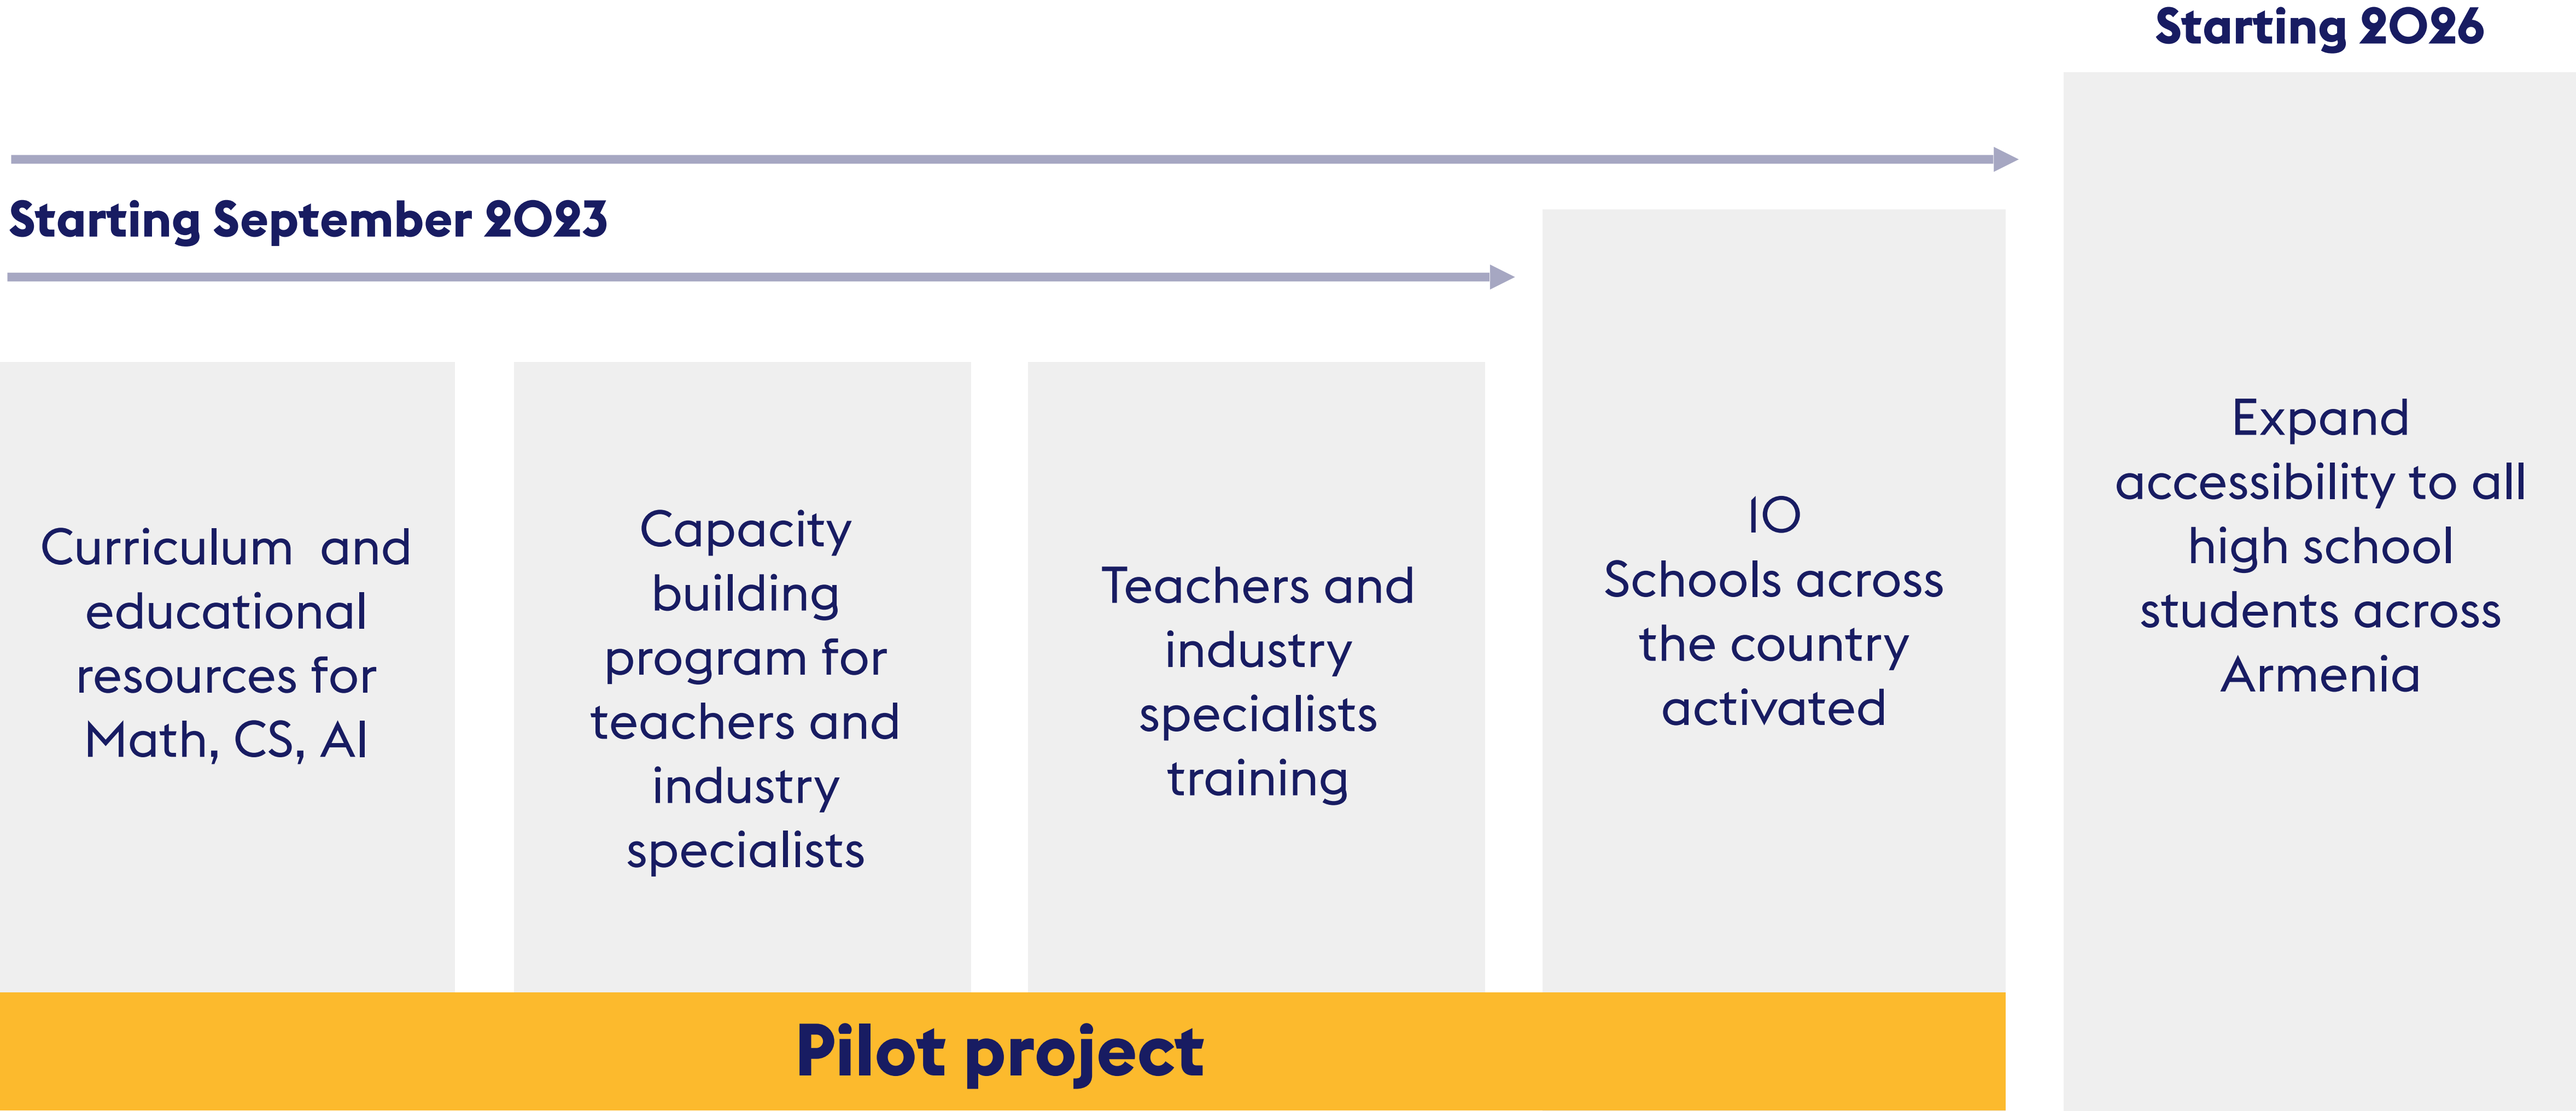 Starting 2026
Starting September 2023
Curriculum and
educational
resources for
Math, CS, AI
Capacity
building
program for
teachers and
industry
specialists
Teachers and
industry
specialists
training
10
Schools across
the country
activated
Expand
accessibility to all
high school
students across
Armenia
Pilot project